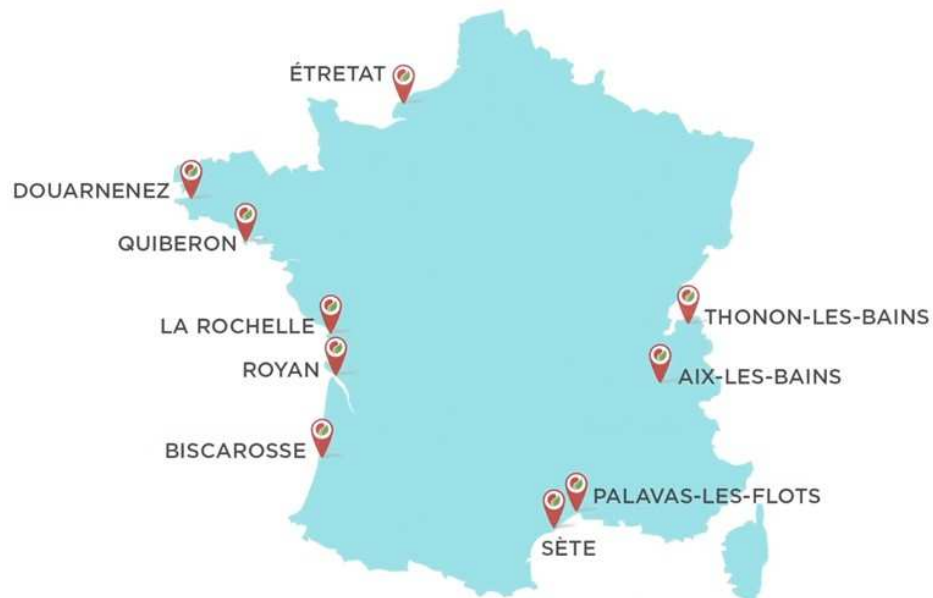 ÉTRETAT
DOUARNENEZ
QUIBERON
LA ROCHELLE
THONON-LES-BAINS
ROYAN
AIX-LES-BAINS
BISCAROSSE
PALAVAS-LES-FLOTS
SÈTE